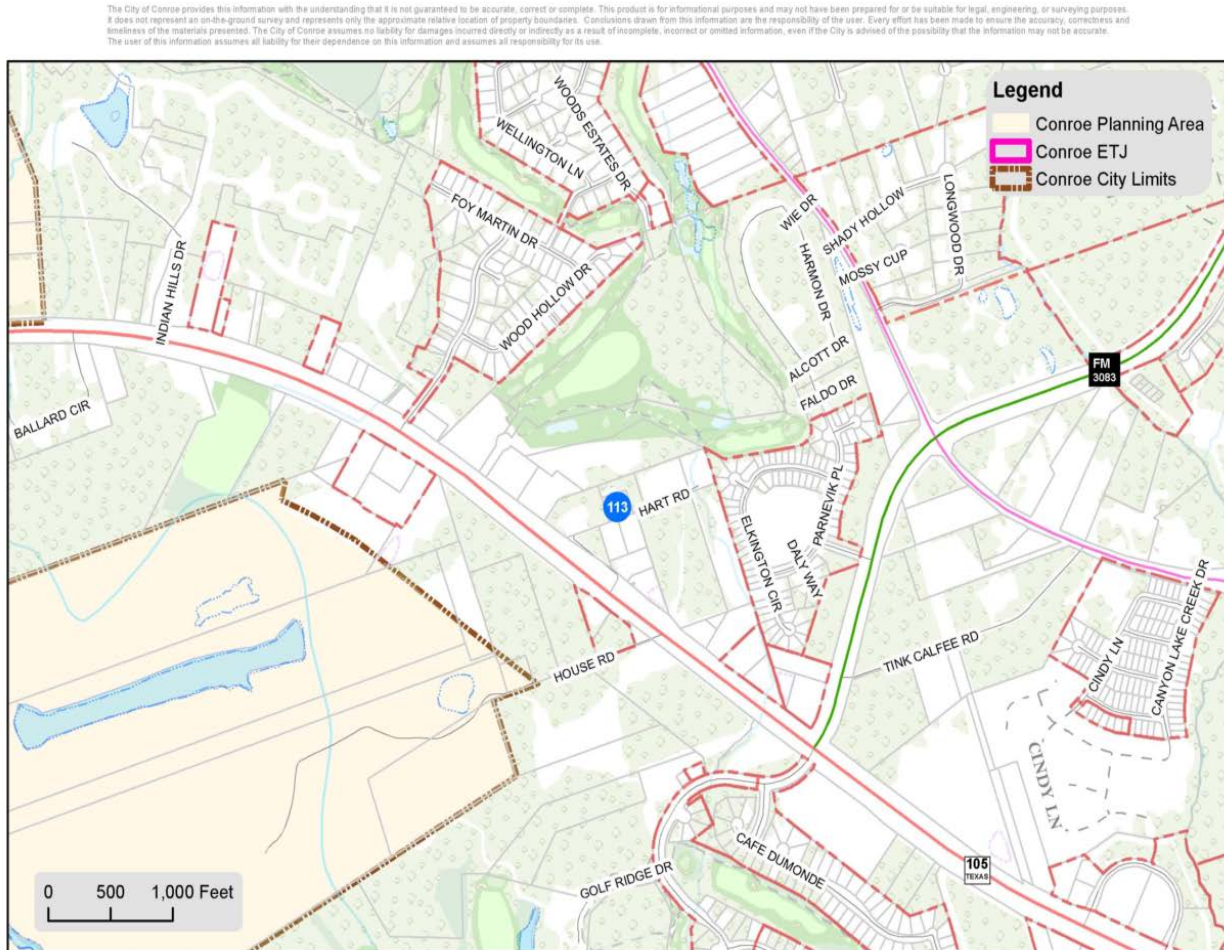 The City of Conroe provides this information with the understanding that it is not guaranteed to be accurate, correct or complete. This product is for informational purposes and may not have been prepared for or be suitable for legal, engineering, or surveying purposes.
It does not represent an on-the-ground survey and represents only the approximate relative location of property boundaries. Conclusions drawn from this information are the responsibility of the user. Every effort has been made to ensure the accuracy, correctness and
timeliness of the materials presented. The City of Conroe assumes no liability for damages incurred directly or indirectly as a result of incomplete, incorrect or omitted information, even if the City is advised of the possibility that the information may not be accurate.
The user of this information assumes all liability for their dependence on this information and assumes all responsibility for its use.
Legend
Conroe Planning Area
Conroe ETJ
Conroe City Limits
WOODS ESTATES DR
WELLINGTON LN
FOY MARTIN DR
WIE DR
SHADY HOLLOW
LONGWOOD DR
INDIAN HILLS DR
WOOD HOLLOW DR
HARMON DR
MOSSY CUP
ALCOTT DR
FALDO DR
FM
3083
BALLARD CIR
113
HART RD
PARNEVIK PL
ELKINGTON CIR
DALY WAY
HOUSE RD
TINK CALFEE RD
CINDY LN
CANYON LAKE CREEK DR
CINDY LN
CAFE DUMONDE
GOLF RIDGE DR
105
TEXAS
0 500 1,000 Feet